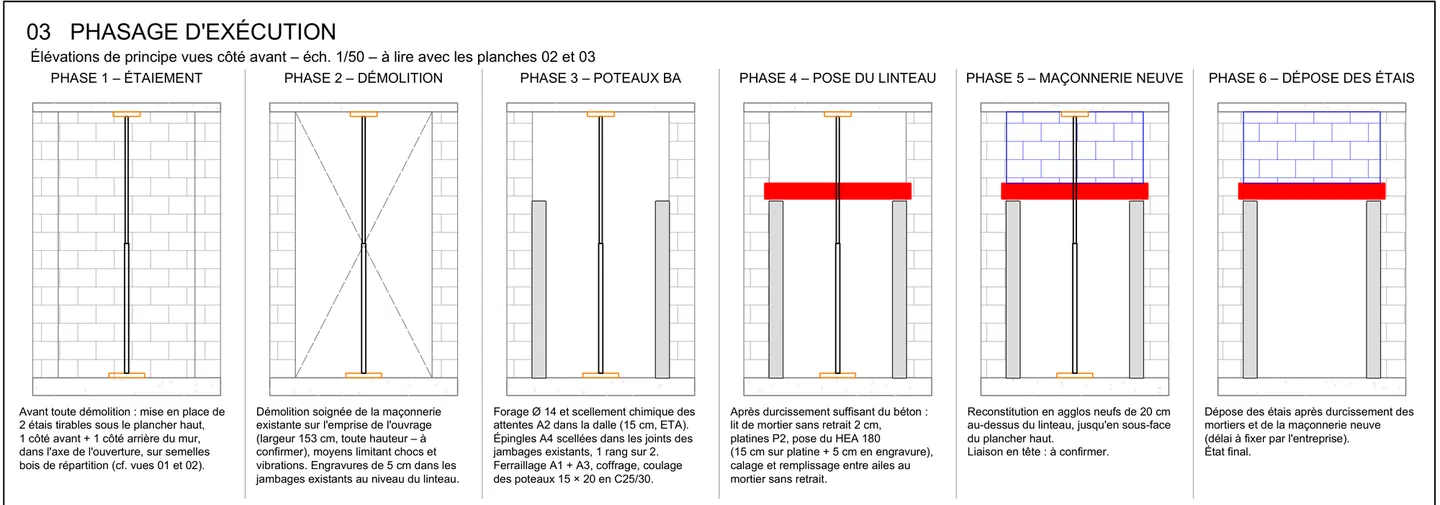 03 PHASAGE D'EXÉCUTION
Élévations de principe vues côté avant – éch. 1/50 – à lire avec les planches 02 et 03
PHASE 1 – ÉTAIEMENT
Avant toute démolition : mise en place de
2 étais tirables sous le plancher haut,
1 côté avant + 1 côté arrière du mur,
dans l'axe de l'ouverture, sur semelles
bois de répartition (cf. vues 01 et 02).
PHASE 2 – DÉMOLITION
Démolition soignée de la maçonnerie
existante sur l'emprise de l'ouvrage
(largeur 153 cm, toute hauteur – à
confirmer), moyens limitant chocs et
vibrations. Engravures de 5 cm dans les
jambages existants au niveau du linteau.
PHASE 3 – POTEAUX BA
Forage Ø 14 et scellement chimique des
attentes A2 dans la dalle (15 cm, ETA).
Épingles A4 scellées dans les joints des
jambages existants, 1 rang sur 2.
Ferraillage A1 + A3, coffrage, coulage
des poteaux 15 × 20 en C25/30.
PHASE 4 – POSE DU LINTEAU
Après durcissement suffisant du béton :
lit de mortier sans retrait 2 cm,
platines P2, pose du HEA 180
(15 cm sur platine + 5 cm en engravure),
calage et remplissage entre ailes au
mortier sans retrait.
PHASE 5 – MAÇONNERIE NEUVE
Reconstitution en agglos neufs de 20 cm
au-dessus du linteau, jusqu'en sous-face
du plancher haut.
Liaison en tête : à confirmer.
PHASE 6 – DÉPOSE DES ÉTAIS
Dépose des étais après durcissement des
mortiers et de la maçonnerie neuve
(délai à fixer par l'entreprise).
État final.